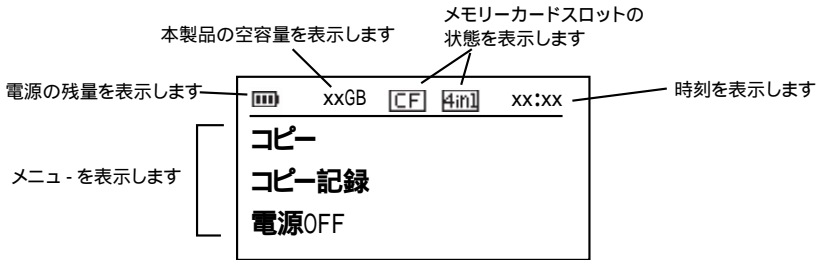 メモリーカードスロットの
状態を表示します
本製品の空容量を表示します
電源の残量を表示します
xxGB CF 4in1 xx:xx
時刻を表示します
メニュ-を表示します
コピー
コピー記録
電源OFF